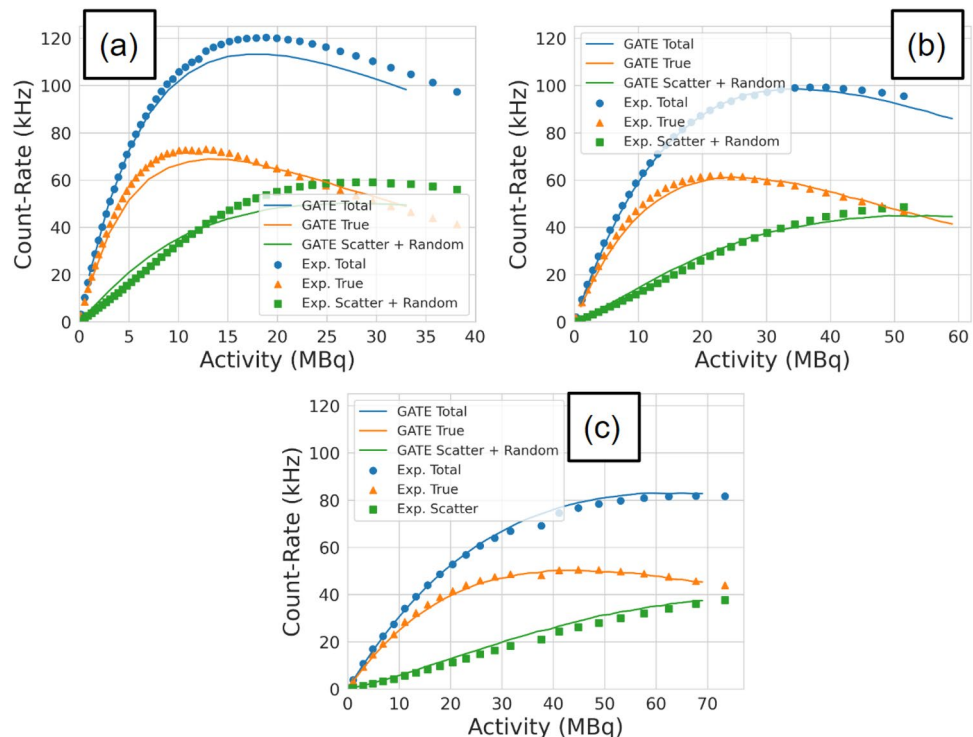 (a)
120
100
80
60
40
20
0
Count-Rate (kHz)
GATE Total
GATE True
GATE Scatter + Random
Exp. Total
Exp. True
Exp. Scatter + Random
0 5 10 15 20 25 30 35 40
Activity (MBq)
(b)
120
100
80
60
40
20
0
Count-Rate (kHz)
GATE Total
GATE True
GATE Scatter + Random
Exp. Total
Exp. True
Exp. Scatter + Random
0 10 20 30 40 50 60
Activity (MBq)
(c)
120
100
80
60
40
20
0
Count-Rate (kHz)
GATE Total
GATE True
GATE Scatter + Random
Exp. Total
Exp. True
Exp. Scatter
0 10 20 30 40 50 60 70
Activity (MBq)